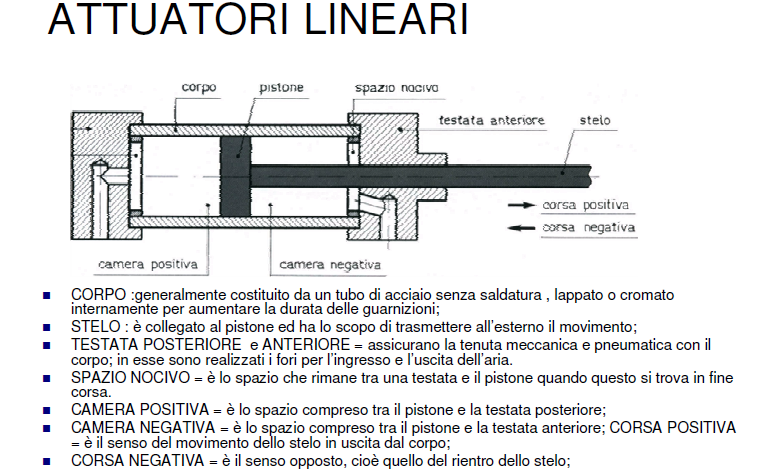 ATTUATORI LINEARI
corpo
pistone
spazio nocivo
testata anteriore
stelo
corsa positiva
corsa negativa
camera positiva
camera negativa
CORPO :generalmente costituito da un tubo di acciaio senza saldatura , lappato o cromato
internamente per aumentare la durata delle guarnizioni;
STELO : è collegato al pistone ed ha lo scopo di trasmettere all'esterno il movimento;
TESTATA POSTERIORE e ANTERIORE = assicurano la tenuta meccanica e pneumatica con il
corpo; in esse sono realizzati i fori per l'ingresso e l'uscita dell'aria.
SPAZIO NOCIVO = è lo spazio che rimane tra una testata e il pistone quando questo si trova in fine
corsa.
CAMERA POSITIVA = è lo spazio compreso tra il pistone e la testata posteriore;
CAMERA NEGATIVA = è lo spazio compreso tra il pistone e la testata anteriore; CORSA POSITIVA
= è il senso del movimento dello stelo in uscita dal corpo;
CORSA NEGATIVA = è il senso opposto, cioè quello del rientro dello stelo;